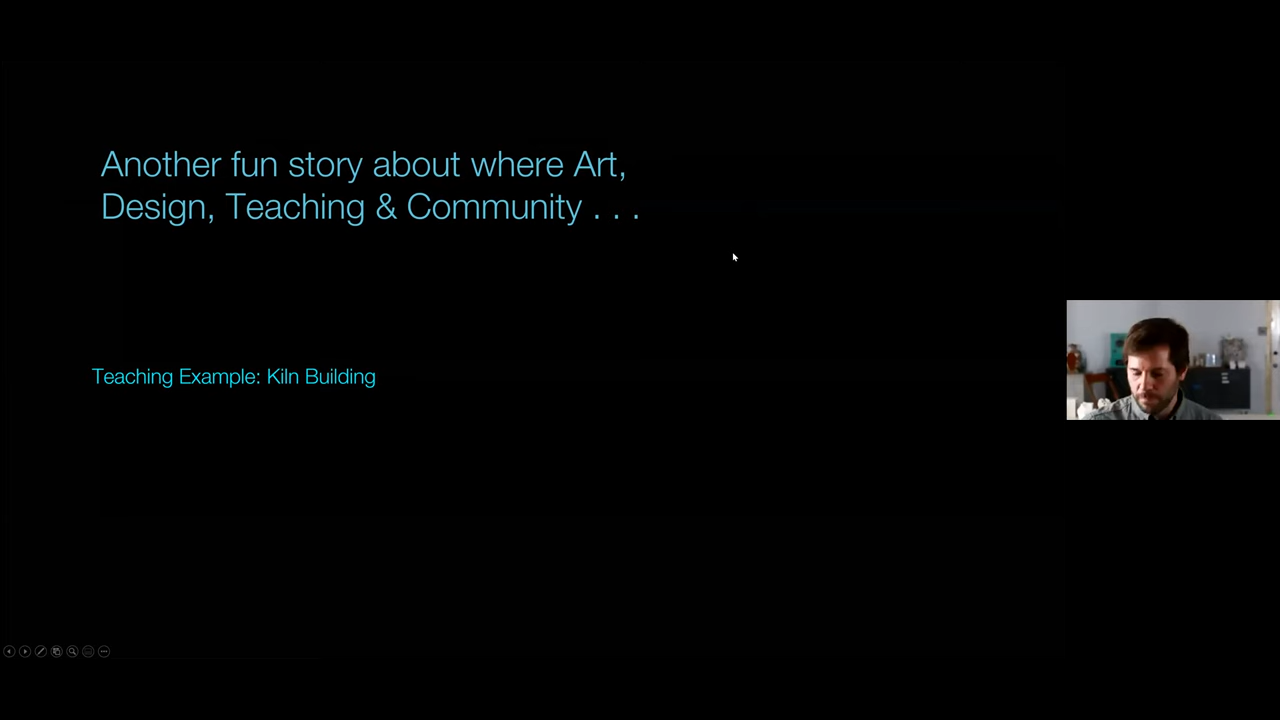 Another fun story about where Art,
Design, Teaching & Community . . .
Teaching Example: Kiln Building